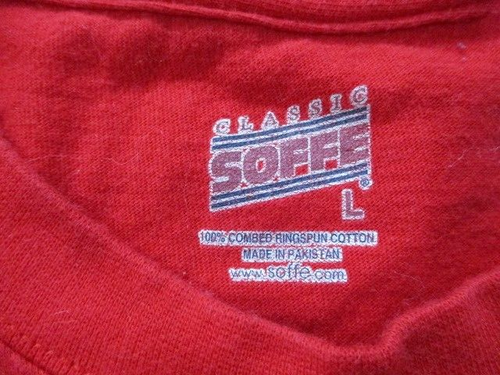 CLASSIC
SOFFE®
L
100% COMBED RINGSPUN COTTON
MADE IN PAKISTAN
www.soffe.com